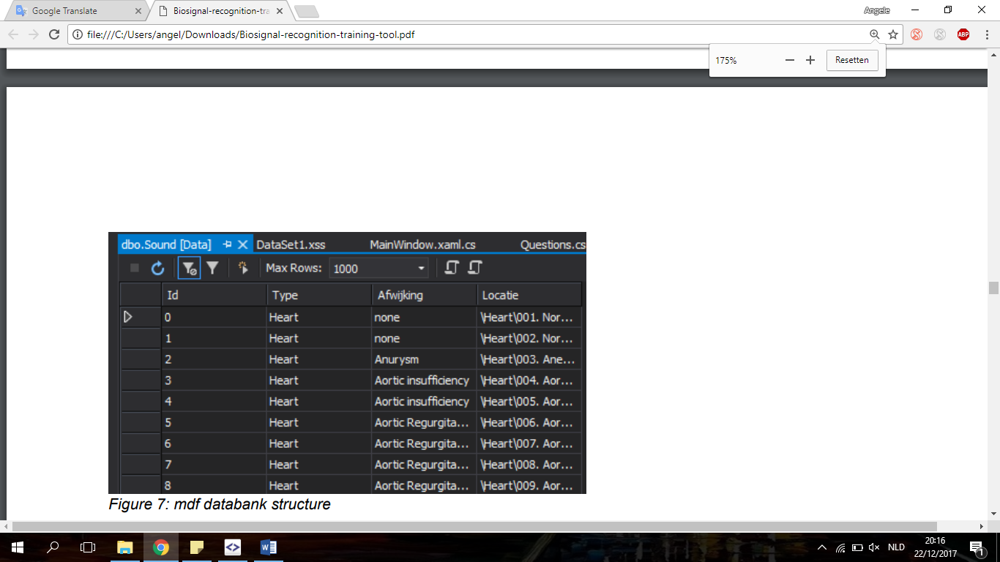 Google Translate
Biosignal-recognition-tra
Angele
file:///C:/Users/angel/Downloads/Biosignal-recognition-training-tool.pdf
ABP
175%
Resetten
dbo.Sound [Data] DataSet1.xss MainWindow.xaml.cs Questions.cs
Max Rows: 1000
Id Type Afwijking Locatie
0 Heart none \Heart\001. Nor...
1 Heart none \Heart\002. Nor...
2 Heart Anurysm \Heart\003. Ane...
3 Heart Aortic insufficiency \Heart\004. Aor...
4 Heart Aortic insufficiency \Heart\005. Aor...
5 Heart Aortic Regurgita... \Heart\006. Aor...
6 Heart Aortic Regurgita... \Heart\007. Aor...
7 Heart Aortic Regurgita... \Heart\008. Aor...
8 Heart Aortic Regurgita... \Heart\009. Aor...
Figure 7: mdf databank structure
NLD
20:16
22/12/2017
1